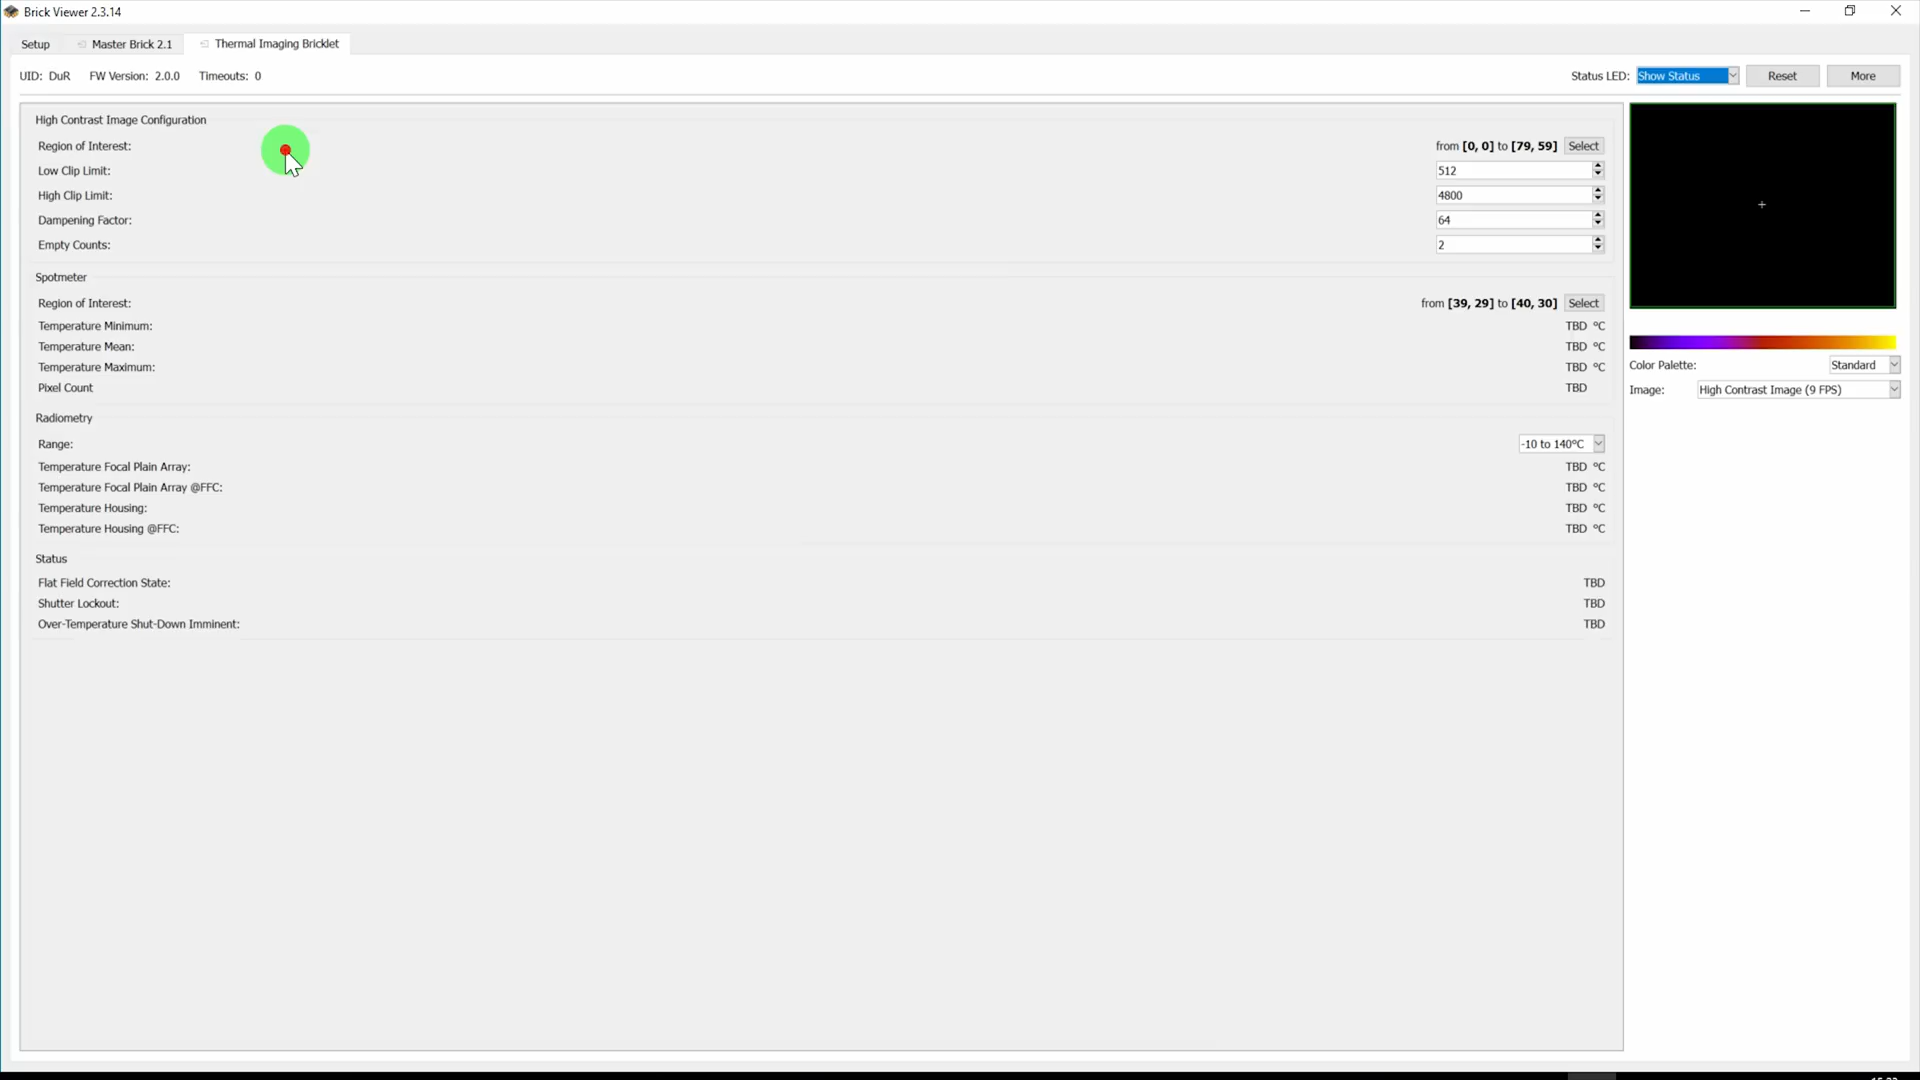 Brick Viewer 2.3.14
Setup Master Brick 2.1 Thermal Imaging Bricklet
UID: DuR FW Version: 2.0.0 Timeouts: 0 Status LED: Show Status Reset More
High Contrast Image Configuration
Region of Interest: from [0, 0] to [79, 59] Select
Low Clip Limit: 512
High Clip Limit: 4800
Dampening Factor: 64
Empty Counts: 2
Spotmeter
Region of Interest: from [39, 29] to [40, 30] Select
Temperature Minimum: TBD °C
Temperature Mean: TBD °C
Temperature Maximum: TBD °C
Pixel Count TBD
Radiometry
Range: -10 to 140°C
Temperature Focal Plain Array: TBD °C
Temperature Focal Plain Array @FFC: TBD °C
Temperature Housing: TBD °C
Temperature Housing @FFC: TBD °C
Status
Flat Field Correction State: TBD
Shutter Lockout: TBD
Over-Temperature Shut-Down Imminent: TBD
Color Palette: Standard
Image: High Contrast Image (9 FPS)